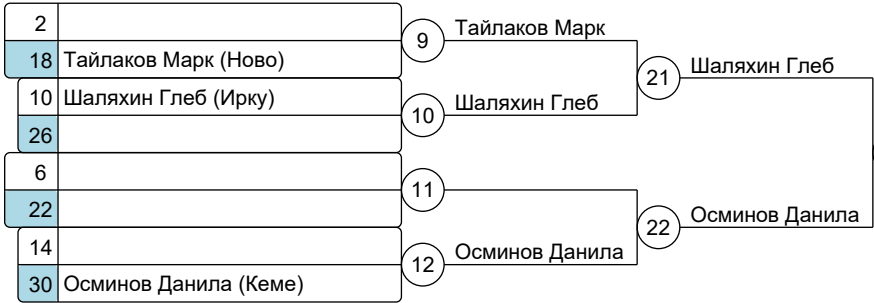 2
18 Тайлаков Марк (Ново)
10 Шаляхин Глеб (Ирку)
26
6
22
14
30 Осминов Данила (Кеме)
9 Тайлаков Марк
10 Шаляхин Глеб
11
12 Осминов Данила
21 Шаляхин Глеб
22 Осминов Данила